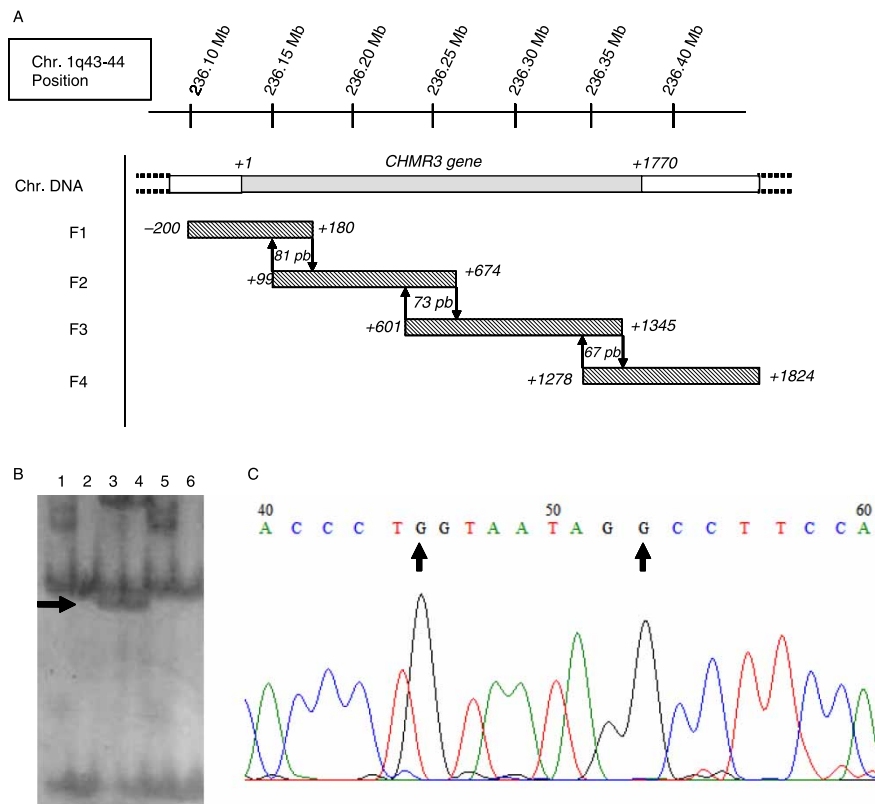 A
Chr. 1q43-44
Position
236.10 Mb
236.15 Mb
236.20 Mb
236.25 Mb
236.30 Mb
236.35 Mb
236.40 Mb
+1
CHMR3 gene
+1770
Chr. DNA
F1
−200
+180
81 pb
F2
+99
+674
73 pb
F3
+601
+1345
67 pb
F4
+1278
+1824
B
1 2 3 4 5 6
C
40 50 60
A C C C T G G T A A T A G G C C T T C C A